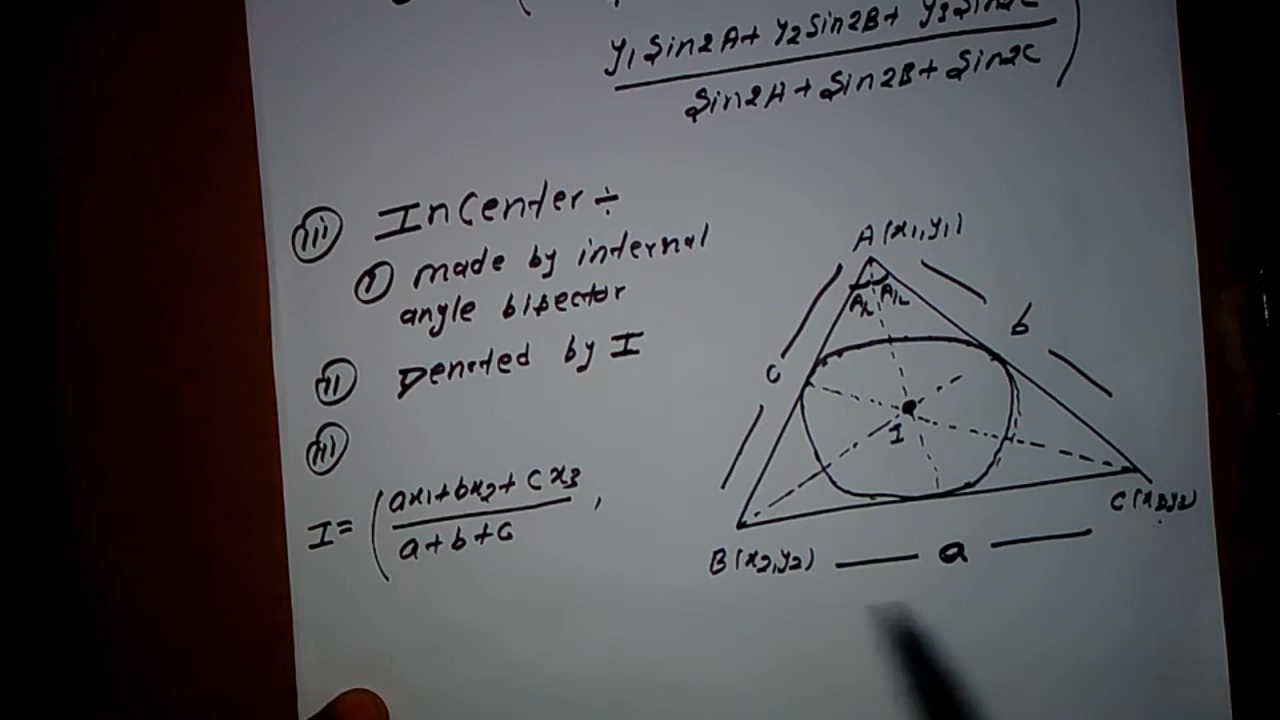 y₁ Sin2A + y₂ Sin2B + y₃ Sin2C
Sin2A + Sin2B + Sin2C
(iii) InCenter ÷
(i) made by internal
angle bisector
(ii) Denoted by I
(iii)
I = ( ax₁ + bx₂ + Cx₃
a + b + c ,
A (x₁, y₁)
A/2 A/2
b
c
I
C
B (x₂, y₂)
a